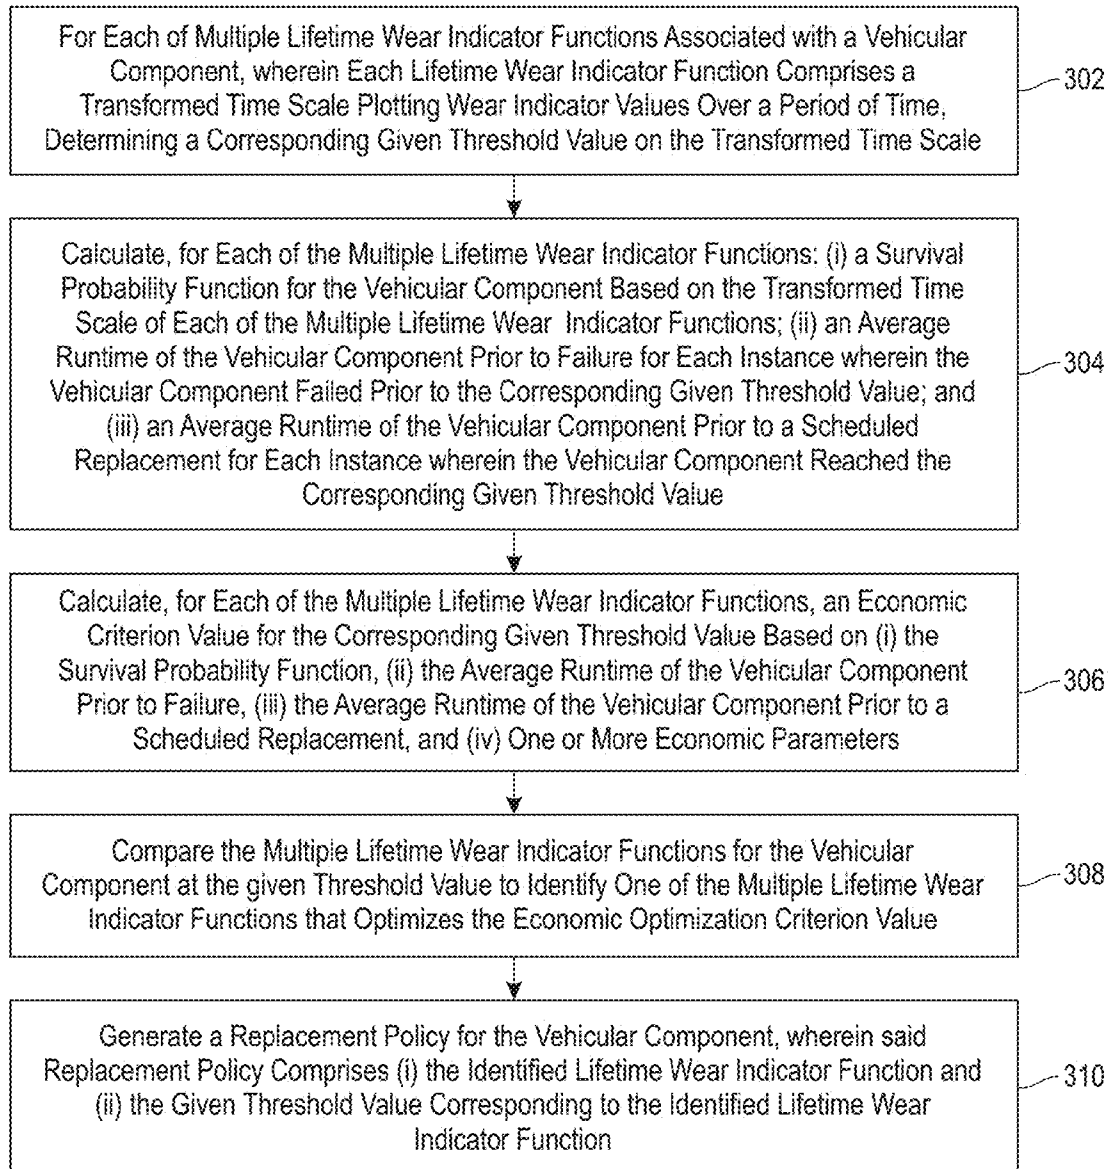 For Each of Multiple Lifetime Wear Indicator Functions Associated with a Vehicular
Component, wherein Each Lifetime Wear Indicator Function Comprises a
Transformed Time Scale Plotting Wear Indicator Values Over a Period of Time,
Determining a Corresponding Given Threshold Value on the Transformed Time Scale
302
Calculate, for Each of the Multiple Lifetime Wear Indicator Functions: (i) a Survival
Probability Function for the Vehicular Component Based on the Transformed Time
Scale of Each of the Multiple Lifetime Wear Indicator Functions; (ii) an Average
Runtime of the Vehicular Component Prior to Failure for Each Instance wherein the
Vehicular Component Failed Prior to the Corresponding Given Threshold Value; and
(iii) an Average Runtime of the Vehicular Component Prior to a Scheduled
Replacement for Each Instance wherein the Vehicular Component Reached the
Corresponding Given Threshold Value
304
Calculate, for Each of the Multiple Lifetime Wear Indicator Functions, an Economic
Criterion Value for the Corresponding Given Threshold Value Based on (i) the
Survival Probability Function, (ii) the Average Runtime of the Vehicular Component
Prior to Failure, (iii) the Average Runtime of the Vehicular Component Prior to a
Scheduled Replacement, and (iv) One or More Economic Parameters
306
Compare the Multiple Lifetime Wear Indicator Functions for the Vehicular
Component at the given Threshold Value to Identify One of the Multiple Lifetime Wear
Indicator Functions that Optimizes the Economic Optimization Criterion Value
308
Generate a Replacement Policy for the Vehicular Component, wherein said
Replacement Policy Comprises (i) the Identified Lifetime Wear Indicator Function and
(ii) the Given Threshold Value Corresponding to the Identified Lifetime Wear
Indicator Function
310